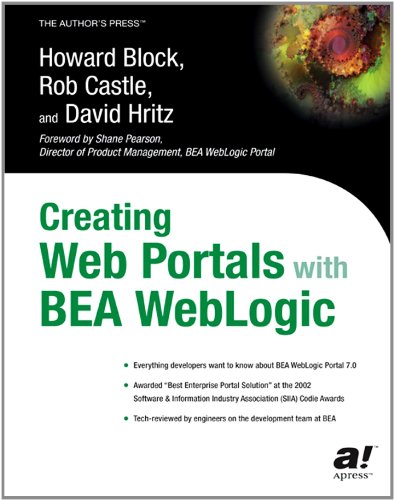 THE AUTHOR'S PRESS™
Howard Block,
Rob Castle,
and David Hritz
Foreword by Shane Pearson,
Director of Product Management, BEA WebLogic Portal
Creating
Web Portals with
BEA WebLogic
• Everything developers want to know about BEA WebLogic Portal 7.0
• Awarded “Best Enterprise Portal Solution” at the 2002
Software & Information Industry Association (SIIA) Codie Awards
• Tech-reviewed by engineers on the development team at BEA
a!™
Apress™